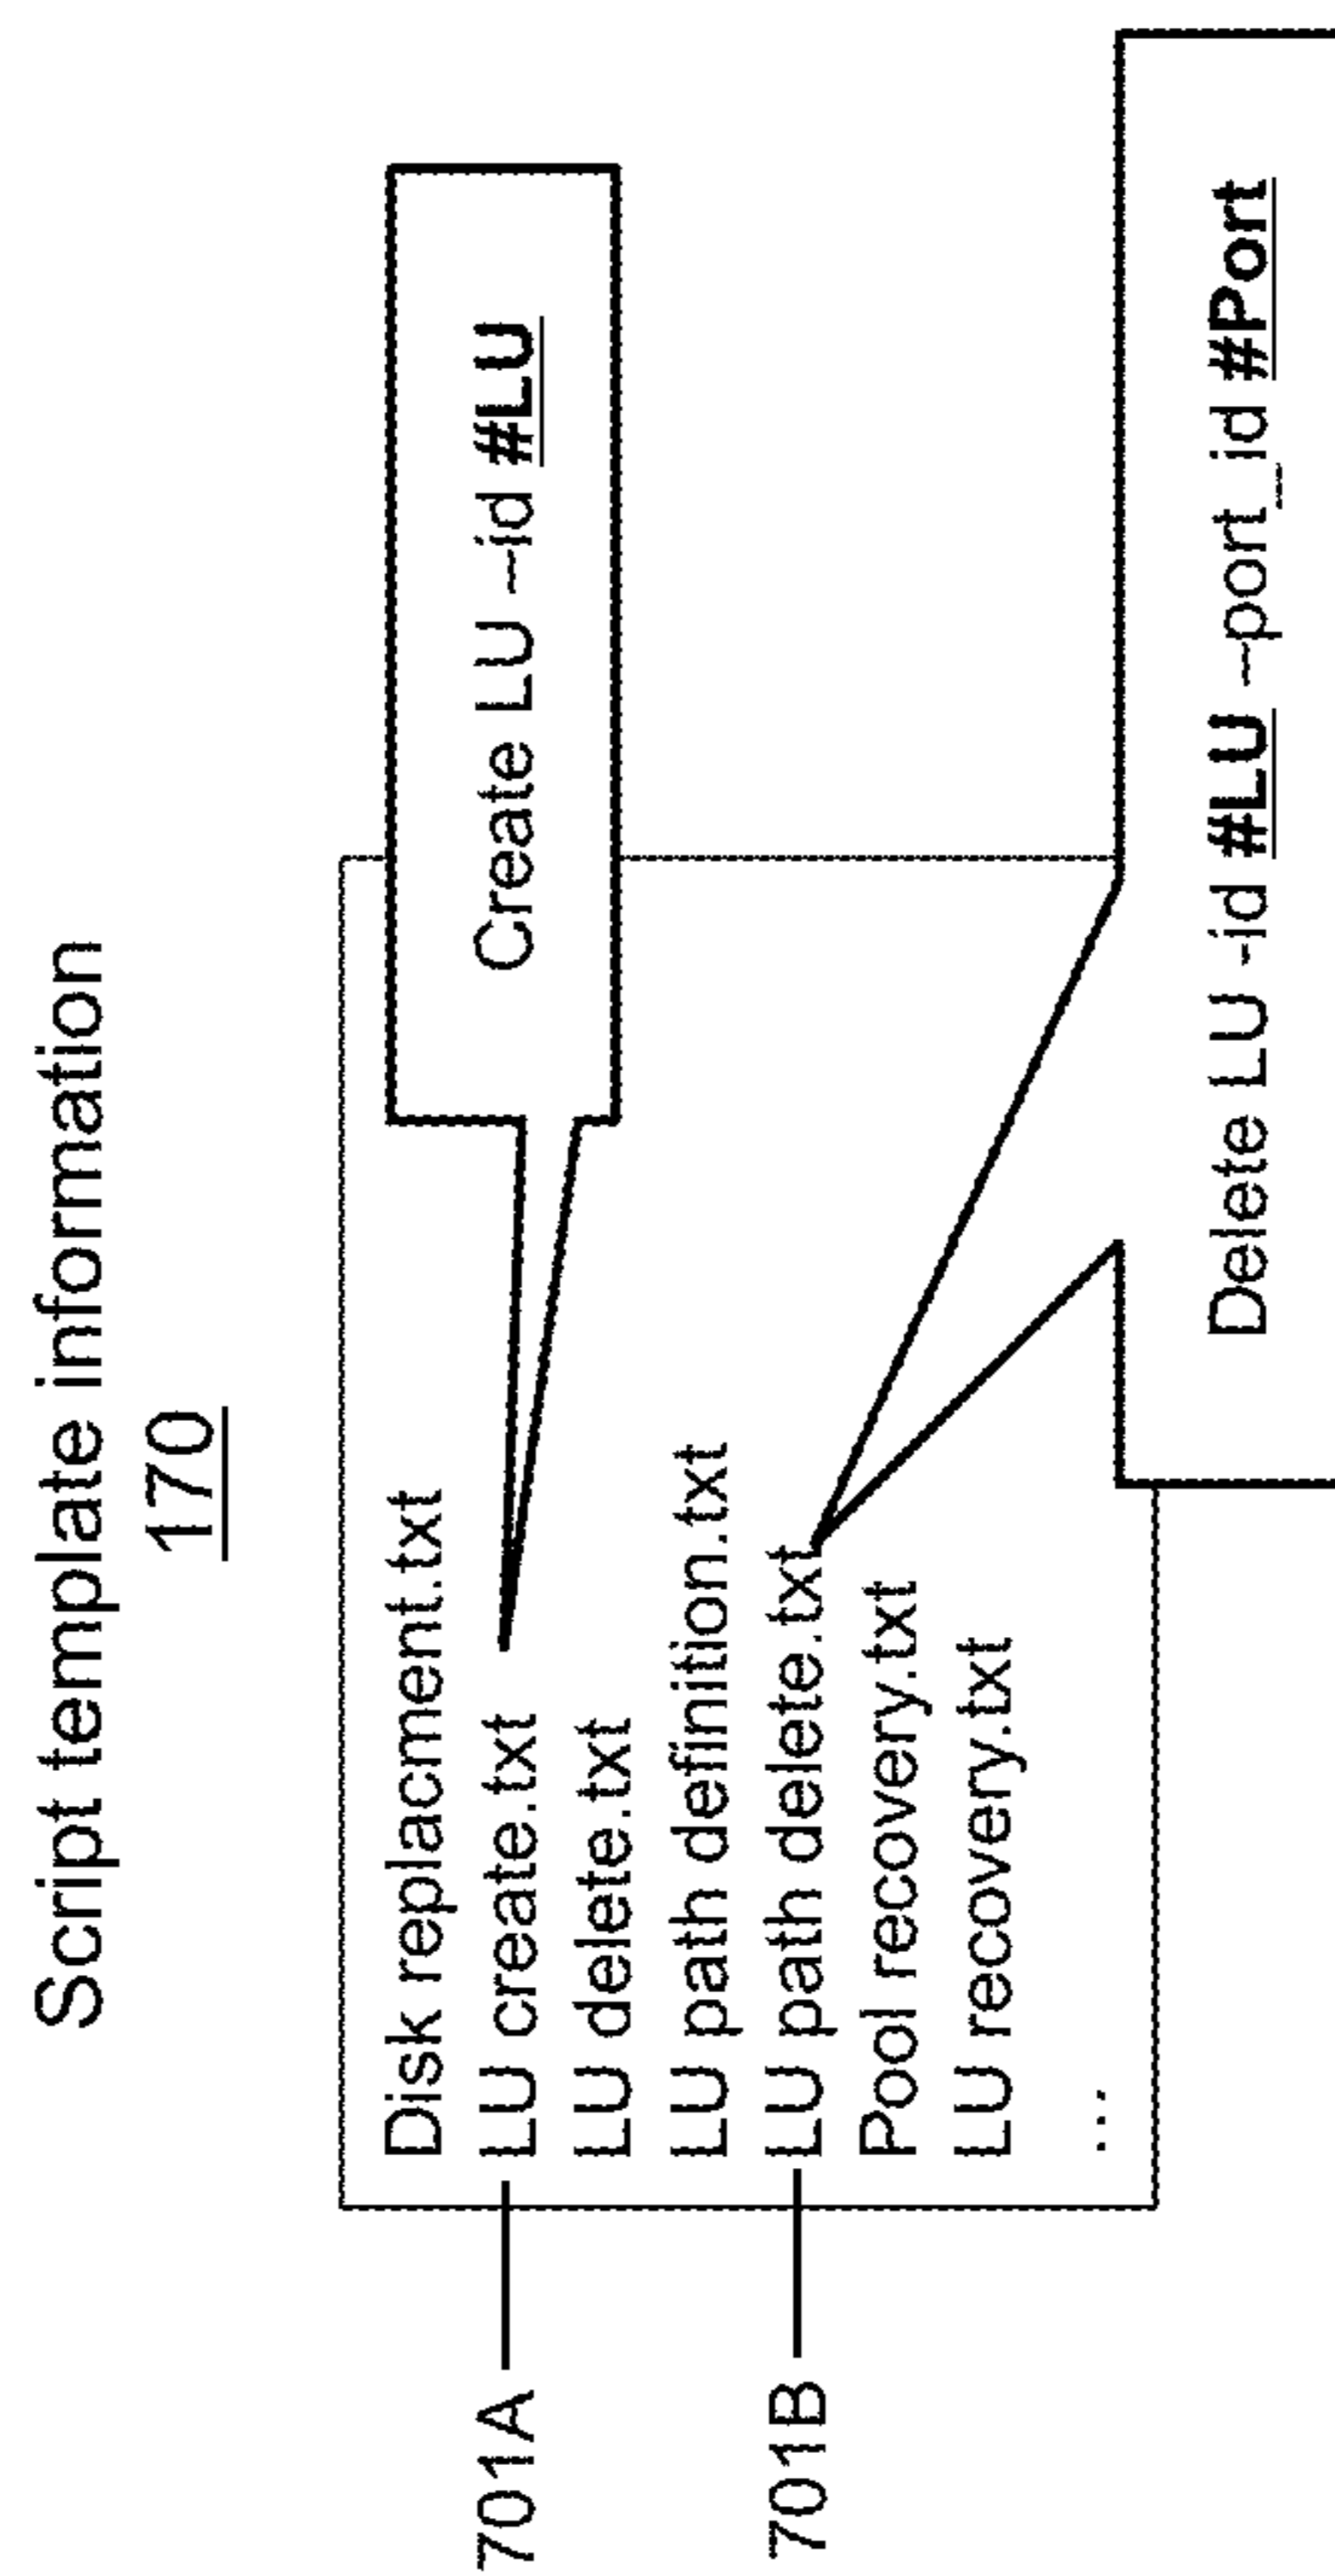 Script template information
170
Disk replacment.txt
701A
LU create.txt
Create LU --id #LU
LU delete.txt
LU path definition.txt
701B
LU path delete.txt
Pool recovery.txt
LU recovery.txt
...
Delete LU -id #LU --port_id #Port